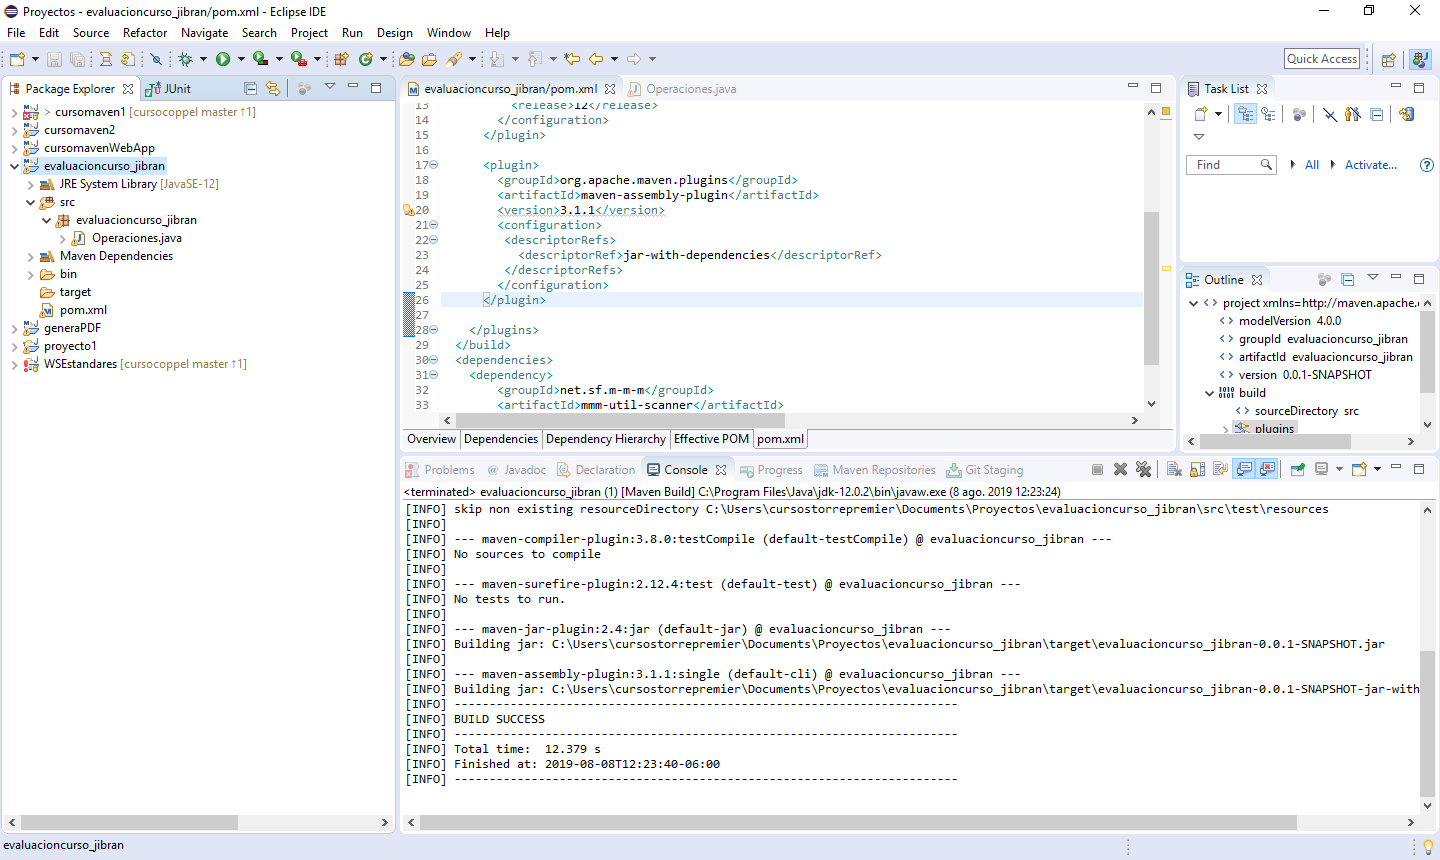 Proyectos - evaluacioncurso_jibran/pom.xml - Eclipse IDE
File Edit Source Refactor Navigate Search Project Run Design Window Help
Quick Access
Package Explorer
JUnit
> cursomaven1 [cursocoppel master ↑1]
cursomaven2
cursomavenWebApp
evaluacioncurso_jibran
JRE System Library [JavaSE-12]
src
evaluacioncurso_jibran
Operaciones.java
Maven Dependencies
bin
target
pom.xml
generaPDF
proyecto1
WSEstandares [cursocoppel master ↑1]
evaluacioncurso_jibran/pom.xml
Operaciones.java
13 <release>12</release>
14 </configuration>
15 </plugin>
16
17 <plugin>
18 <groupId>org.apache.maven.plugins</groupId>
19 <artifactId>maven-assembly-plugin</artifactId>
20 <version>3.1.1</version>
21 <configuration>
22 <descriptorRefs>
23 <descriptorRef>jar-with-dependencies</descriptorRef>
24 </descriptorRefs>
25 </configuration>
26 </plugin>
27
28 </plugins>
29 </build>
30 <dependencies>
31 <dependency>
32 <groupId>net.sf.m-m-m</groupId>
33 <artifactId>mmm-util-scanner</artifactId>
Overview Dependencies Dependency Hierarchy Effective POM pom.xml
Task List
Find
All
Activate...
Outline
project xmlns=http://maven.apache.
modelVersion 4.0.0
groupId evaluacioncurso_jibran
artifactId evaluacioncurso_jibran
version 0.0.1-SNAPSHOT
build
sourceDirectory src
plugins
Problems @ Javadoc Declaration Console Progress Maven Repositories Git Staging
<terminated> evaluacioncurso_jibran (1) [Maven Build] C:\Program Files\Java\jdk-12.0.2\bin\javaw.exe (8 ago. 2019 12:23:24)
[INFO] skip non existing resourceDirectory C:\Users\cursostorrepremier\Documents\Proyectos\evaluacioncurso_jibran\src\test\resources
[INFO]
[INFO] --- maven-compiler-plugin:3.8.0:testCompile (default-testCompile) @ evaluacioncurso_jibran ---
[INFO] No sources to compile
[INFO]
[INFO] --- maven-surefire-plugin:2.12.4:test (default-test) @ evaluacioncurso_jibran ---
[INFO] No tests to run.
[INFO]
[INFO] --- maven-jar-plugin:2.4:jar (default-jar) @ evaluacioncurso_jibran ---
[INFO] Building jar: C:\Users\cursostorrepremier\Documents\Proyectos\evaluacioncurso_jibran\target\evaluacioncurso_jibran-0.0.1-SNAPSHOT.jar
[INFO]
[INFO] --- maven-assembly-plugin:3.1.1:single (default-cli) @ evaluacioncurso_jibran ---
[INFO] Building jar: C:\Users\cursostorrepremier\Documents\Proyectos\evaluacioncurso_jibran\target\evaluacioncurso_jibran-0.0.1-SNAPSHOT-jar-with
[INFO] ------------------------------------------------------------------------
[INFO] BUILD SUCCESS
[INFO] ------------------------------------------------------------------------
[INFO] Total time:  12.379 s
[INFO] Finished at: 2019-08-08T12:23:40-06:00
[INFO] ------------------------------------------------------------------------
evaluacioncurso_jibran